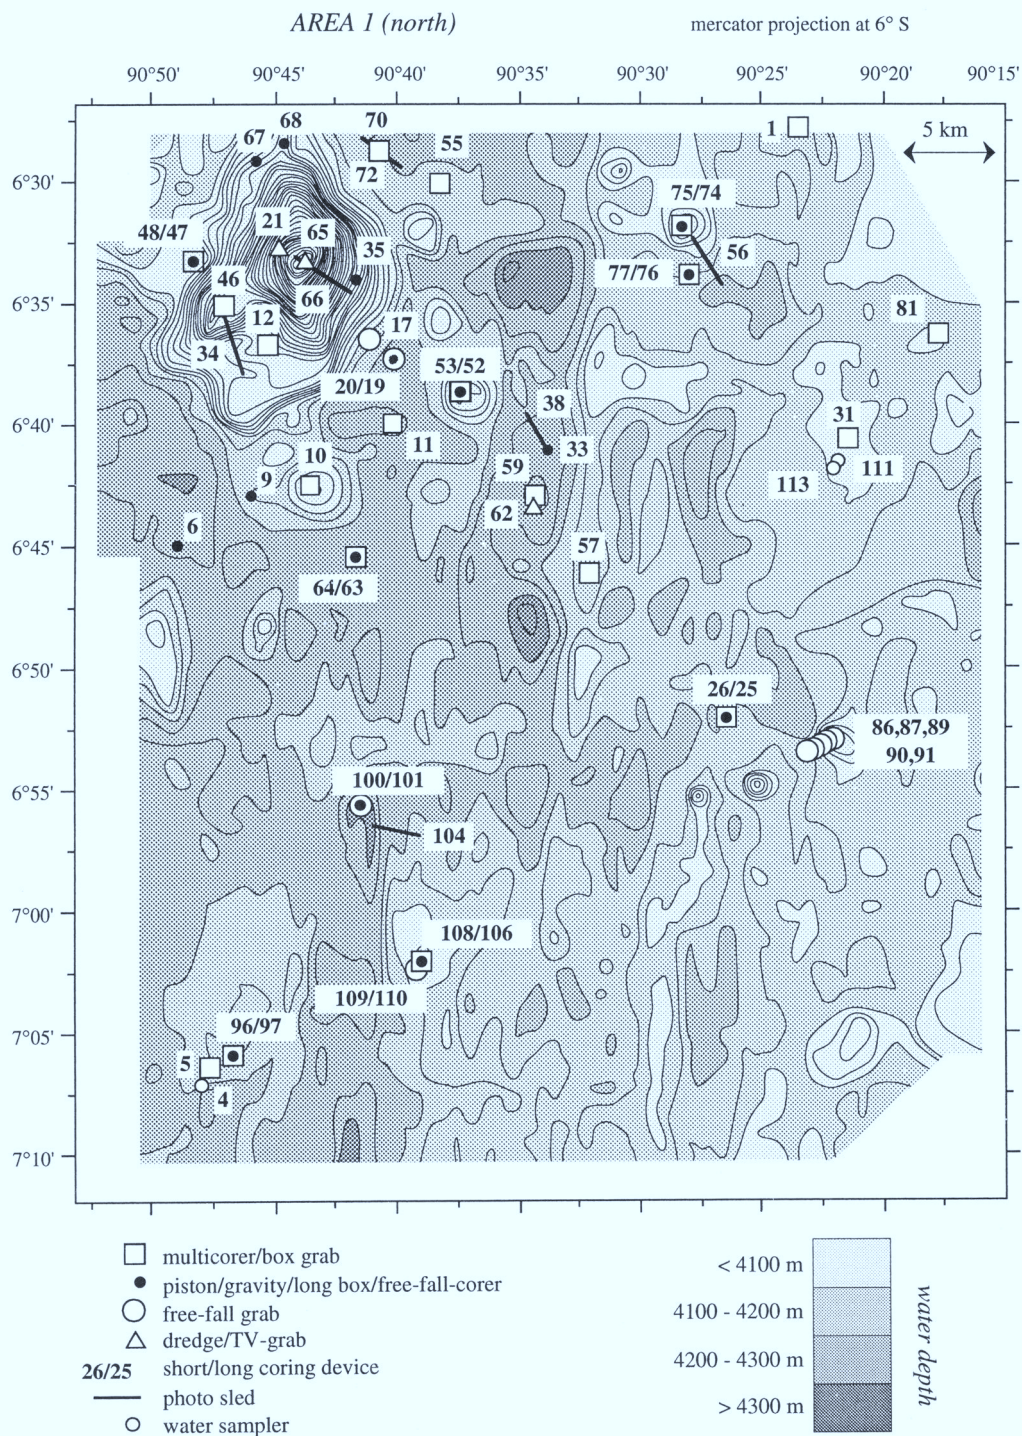 AREA 1 (north)
mercator projection at 6° S
90°50' 90°45' 90°40' 90°35' 90°30' 90°25' 90°20' 90°15'
68 70
67 55 1 5 km
72
6°30'
75/74
21 65
48/47 35 56
46 77/76
6°35' 66 81
12 17
34
53/52
20/19
38 31
6°40'
11 33
10 59 111
9 113
6 62
6°45' 57
64/63
6°50'
26/25
86,87,89
90,91
6°55' 100/101
104
7°00'
108/106
109/110
7°05' 96/97
5
4
7°10'
multicorer/box grab
piston/gravity/long box/free-fall-corer
free-fall grab
dredge/TV-grab
26/25 short/long coring device
photo sled
water sampler
< 4100 m
4100 - 4200 m
4200 - 4300 m
> 4300 m
water depth